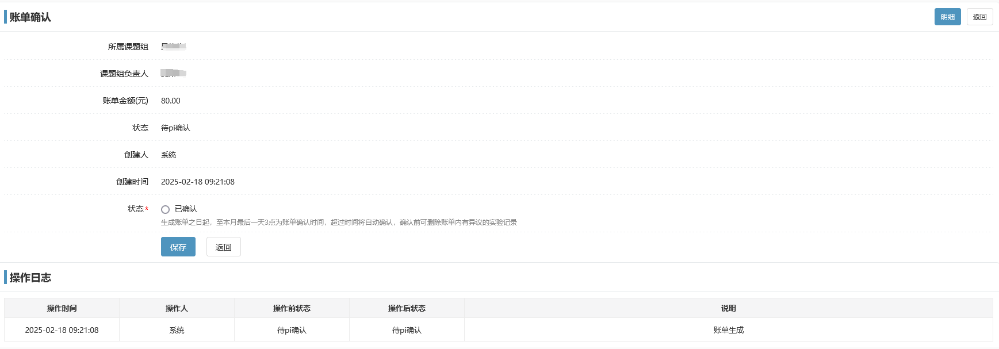 账单确认
明细
返回
所属课题组
课题组负责人
账单金额(元) 80.00
状态 待pi确认
创建人 系统
创建时间 2025-02-18 09:21:08
状态* 已确认
生成账单之日起，至本月最后一天3点为账单确认时间，超过时间将自动确认，确认前可删除账单内有异议的实验记录
保存 返回
操作日志
操作时间 操作人 操作前状态 操作后状态 说明
2025-02-18 09:21:08 系统 待pi确认 待pi确认 账单生成